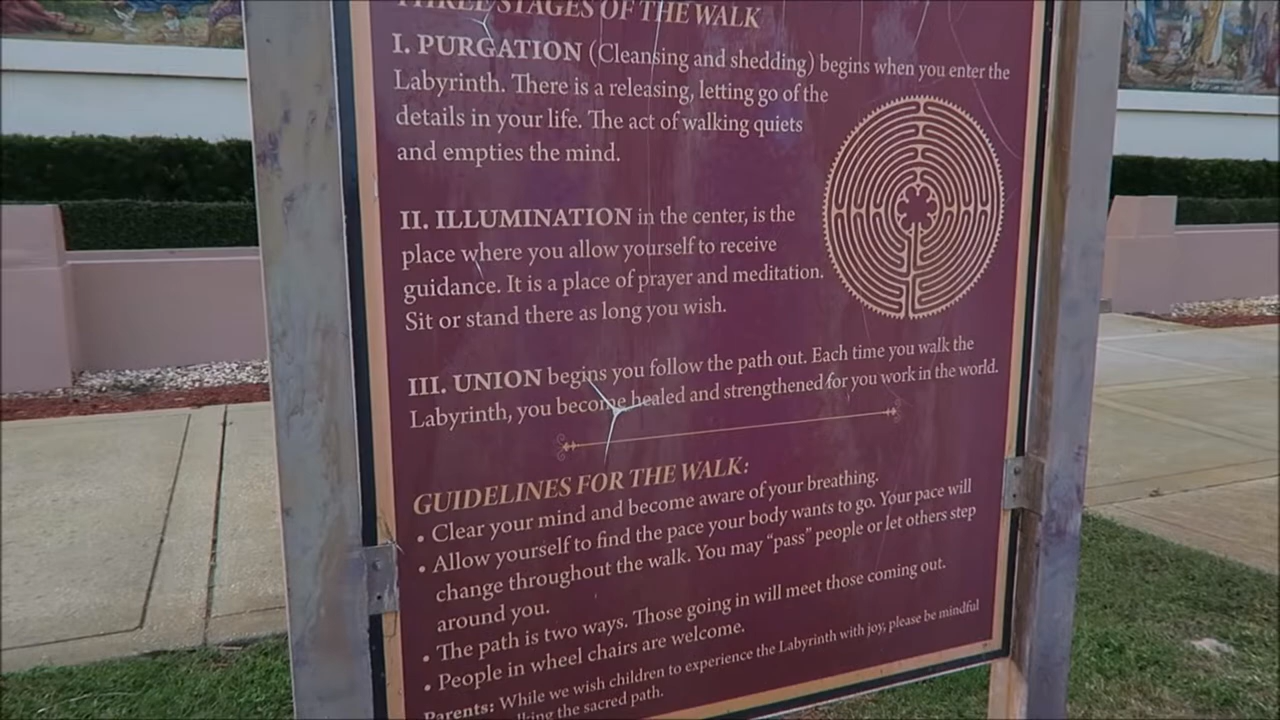 THREE STAGES OF THE WALK
I. PURGATION (Cleansing and shedding) begins when you enter the
Labyrinth. There is a releasing, letting go of the
details in your life. The act of walking quiets
and empties the mind.
II. ILLUMINATION in the center, is the
place where you allow yourself to receive
guidance. It is a place of prayer and meditation.
Sit or stand there as long you wish.
III. UNION begins you follow the path out. Each time you walk the
Labyrinth, you become healed and strengthened for you work in the world.
GUIDELINES FOR THE WALK:
• Clear your mind and become aware of your breathing.
• Allow yourself to find the pace your body wants to go. Your pace will
change throughout the walk. You may "pass" people or let others step
around you.
• The path is two ways. Those going in will meet those coming out.
• People in wheel chairs are welcome.
Parents: While we wish children to experience the Labyrinth with joy, please be mindful
the sacred path.